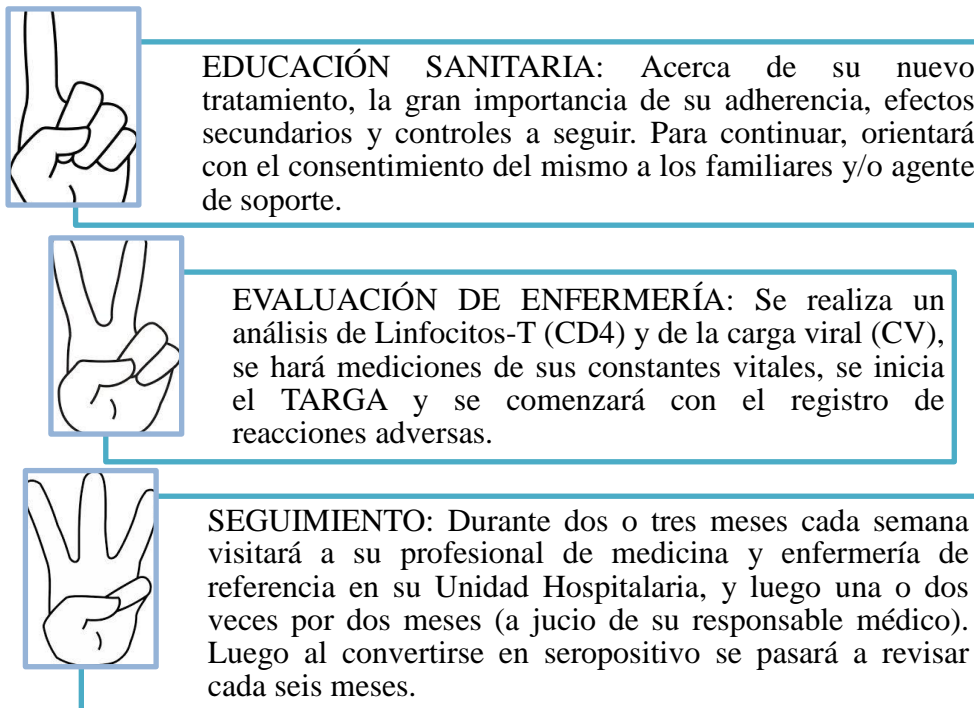 EDUCACIÓN SANITARIA: Acerca de su nuevo
tratamiento, la gran importancia de su adherencia, efectos
secundarios y controles a seguir. Para continuar, orientará
con el consentimiento del mismo a los familiares y/o agente
de soporte.
EVALUACIÓN DE ENFERMERÍA: Se realiza un
análisis de Linfocitos-T (CD4) y de la carga viral (CV),
se hará mediciones de sus constantes vitales, se inicia
el TARGA y se comenzará con el registro de
reacciones adversas.
SEGUIMIENTO: Durante dos o tres meses cada semana
visitará a su profesional de medicina y enfermería de
referencia en su Unidad Hospitalaria, y luego una o dos
veces por dos meses (a jucio de su responsable médico).
Luego al convertirse en seropositivo se pasará a revisar
cada seis meses.